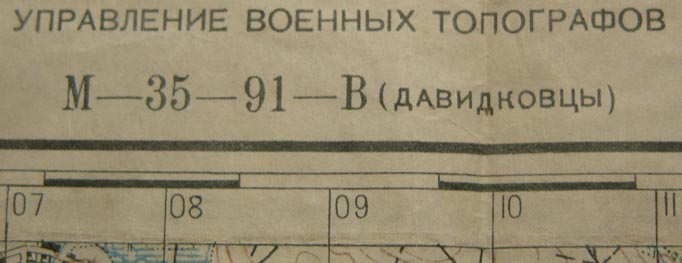 УПРАВЛЕНИЕ ВОЕННЫХ ТОПОГРАФОВ
М—35—91—В (ДАВИДКОВЦЫ)
07 08 09 10 11